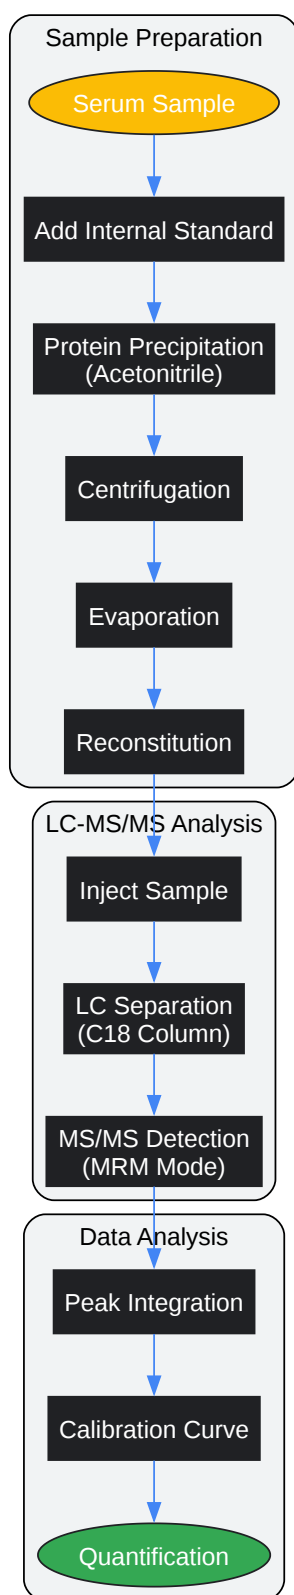 Sample Preparation
Serum Sample
Add Internal Standard
Protein Precipitation
(Acetonitrile)
Centrifugation
Evaporation
Reconstitution
LC-MS/MS Analysis
Inject Sample
LC Separation
(C18 Column)
MS/MS Detection
(MRM Mode)
Data Analysis
Peak Integration
Calibration Curve
Quantification